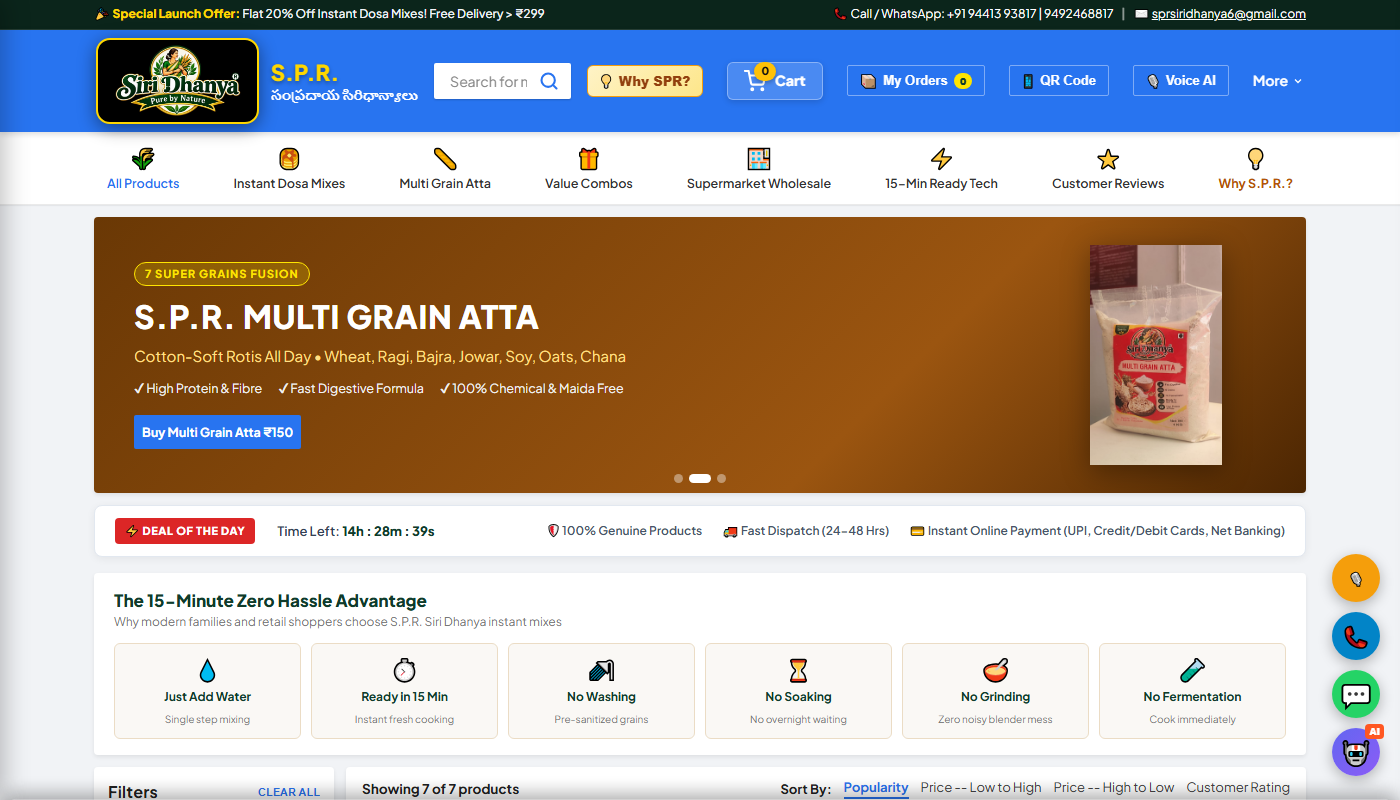 Special Launch Offer: Flat 20% Off Instant Dosa Mixes! Free Delivery > ₹299
Call / WhatsApp: +91 94413 93817 | 9492468817 | sprsiridhanya6@gmail.com
Siri Dhanya
Pure by Nature
S.P.R.
సంప్రదాయ సిరిధాన్యాలు
Search for n
Why SPR?
0
Cart
My Orders 0
QR Code
Voice AI
More
All Products
Instant Dosa Mixes
Multi Grain Atta
Value Combos
Supermarket Wholesale
15-Min Ready Tech
Customer Reviews
Why S.P.R.?
7 SUPER GRAINS FUSION
S.P.R. MULTI GRAIN ATTA
Cotton-Soft Rotis All Day • Wheat, Ragi, Bajra, Jowar, Soy, Oats, Chana
✓ High Protein & Fibre ✓ Fast Digestive Formula ✓ 100% Chemical & Maida Free
Buy Multi Grain Atta ₹150
Siri Dhanya
MULTI GRAIN ATTA
DEAL OF THE DAY
Time Left: 14h : 28m : 39s
100% Genuine Products
Fast Dispatch (24-48 Hrs)
Instant Online Payment (UPI, Credit/Debit Cards, Net Banking)
The 15-Minute Zero Hassle Advantage
Why modern families and retail shoppers choose S.P.R. Siri Dhanya instant mixes
Just Add Water
Single step mixing
Ready in 15 Min
Instant fresh cooking
No Washing
Pre-sanitized grains
No Soaking
No overnight waiting
No Grinding
Zero noisy blender mess
No Fermentation
Cook immediately
AI
Filters
CLEAR ALL
Showing 7 of 7 products
Sort By: Popularity Price -- Low to High Price -- High to Low Customer Rating